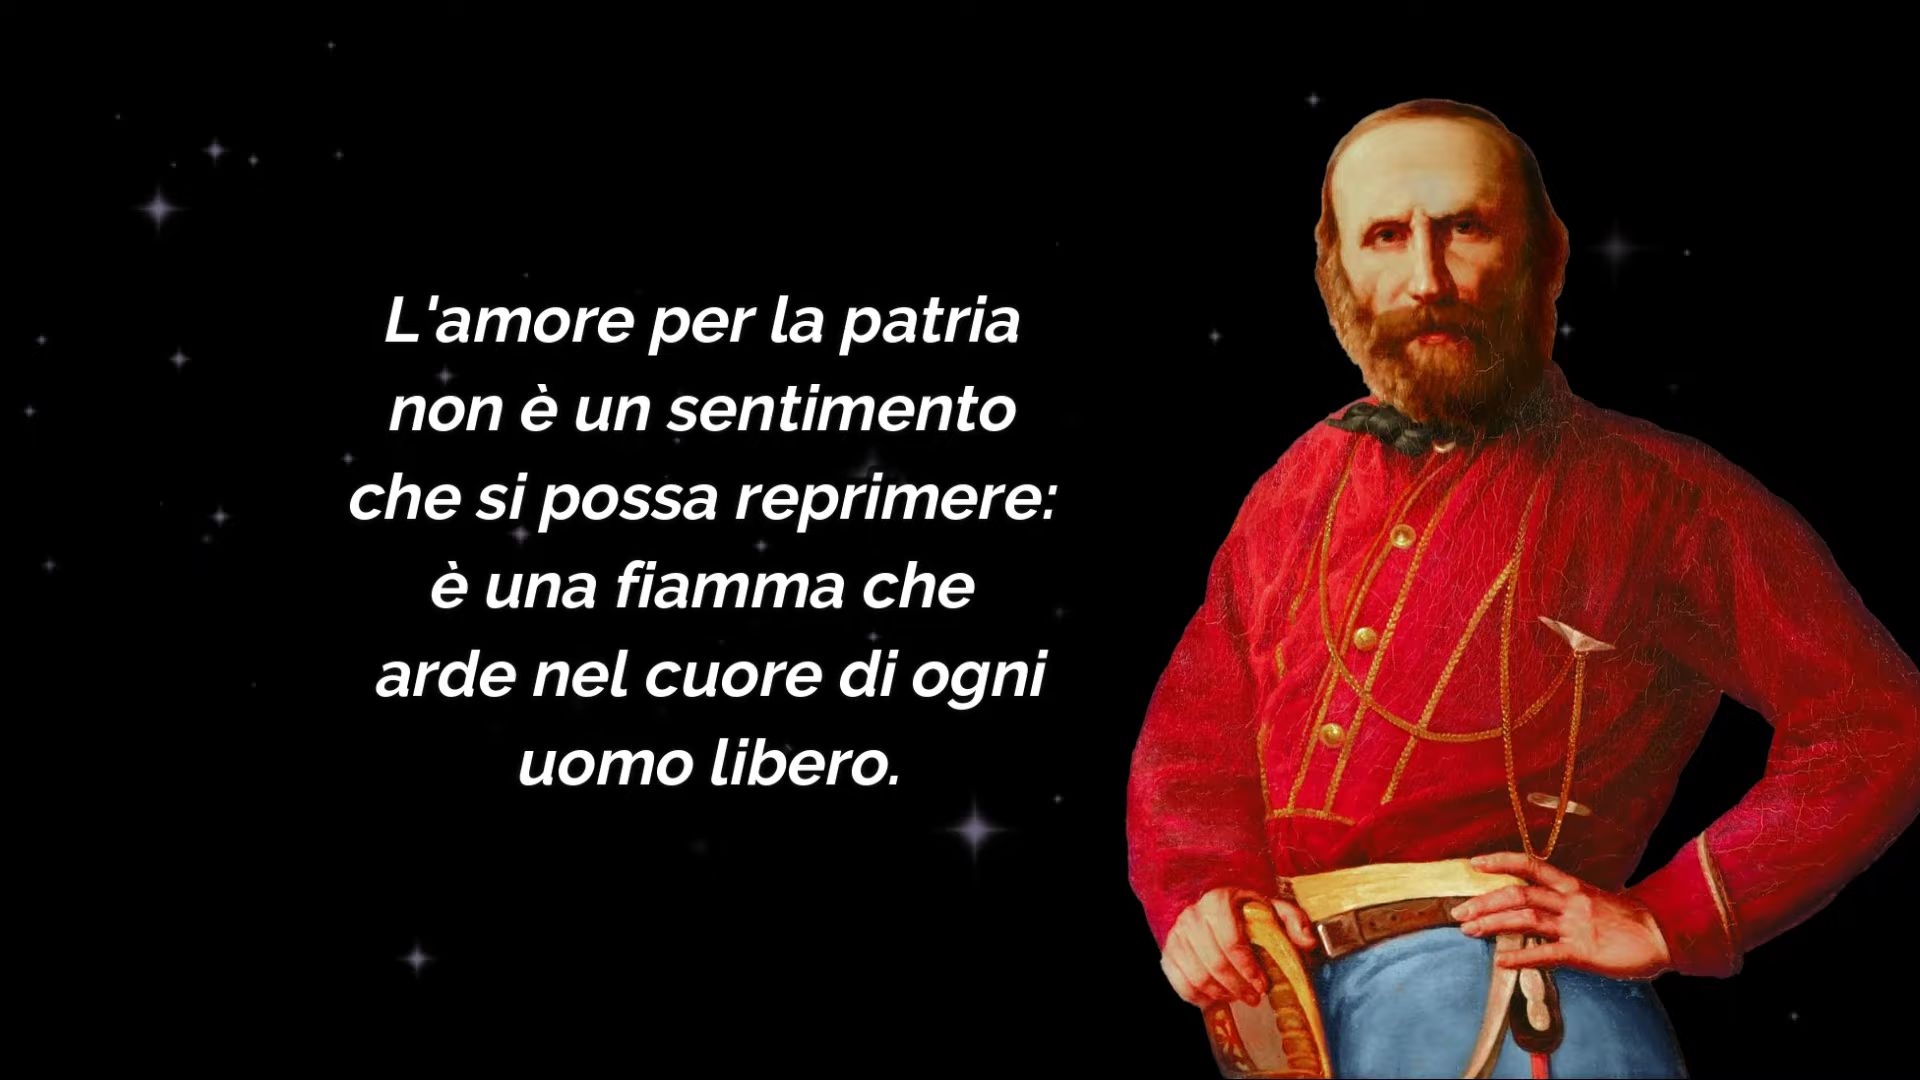 L'amore per la patria
non è un sentimento
che si possa reprimere:
è una fiamma che
arde nel cuore di ogni
uomo libero.